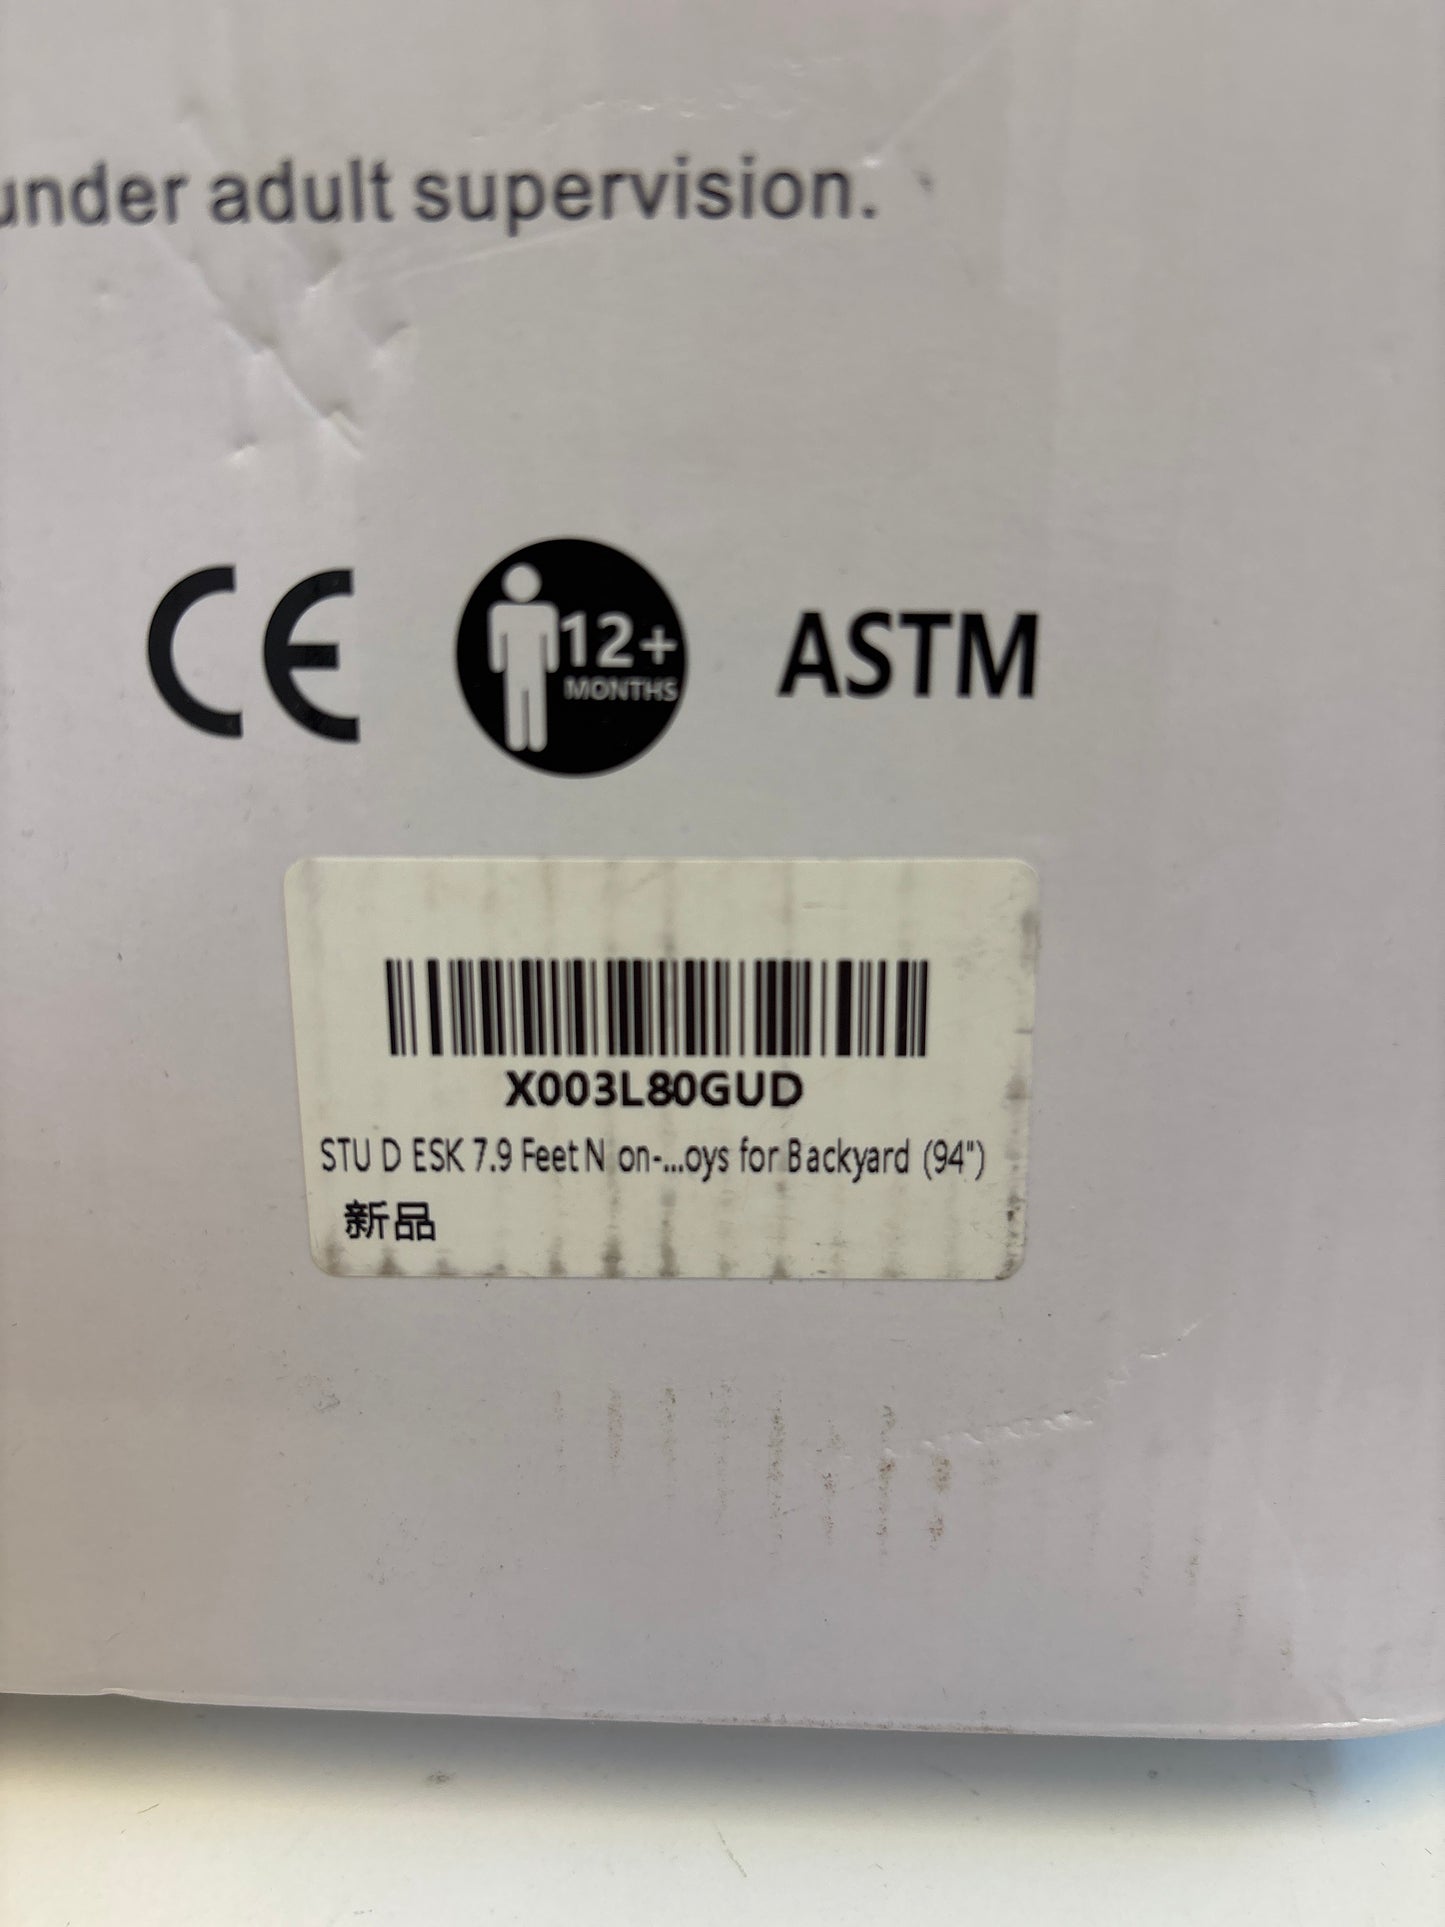 under adult supervision.
CE
12+
MONTHS
ASTM
X003L80GUD
STU D ESK 7.9 Feet N on-...oys for Backyard (94")
新品